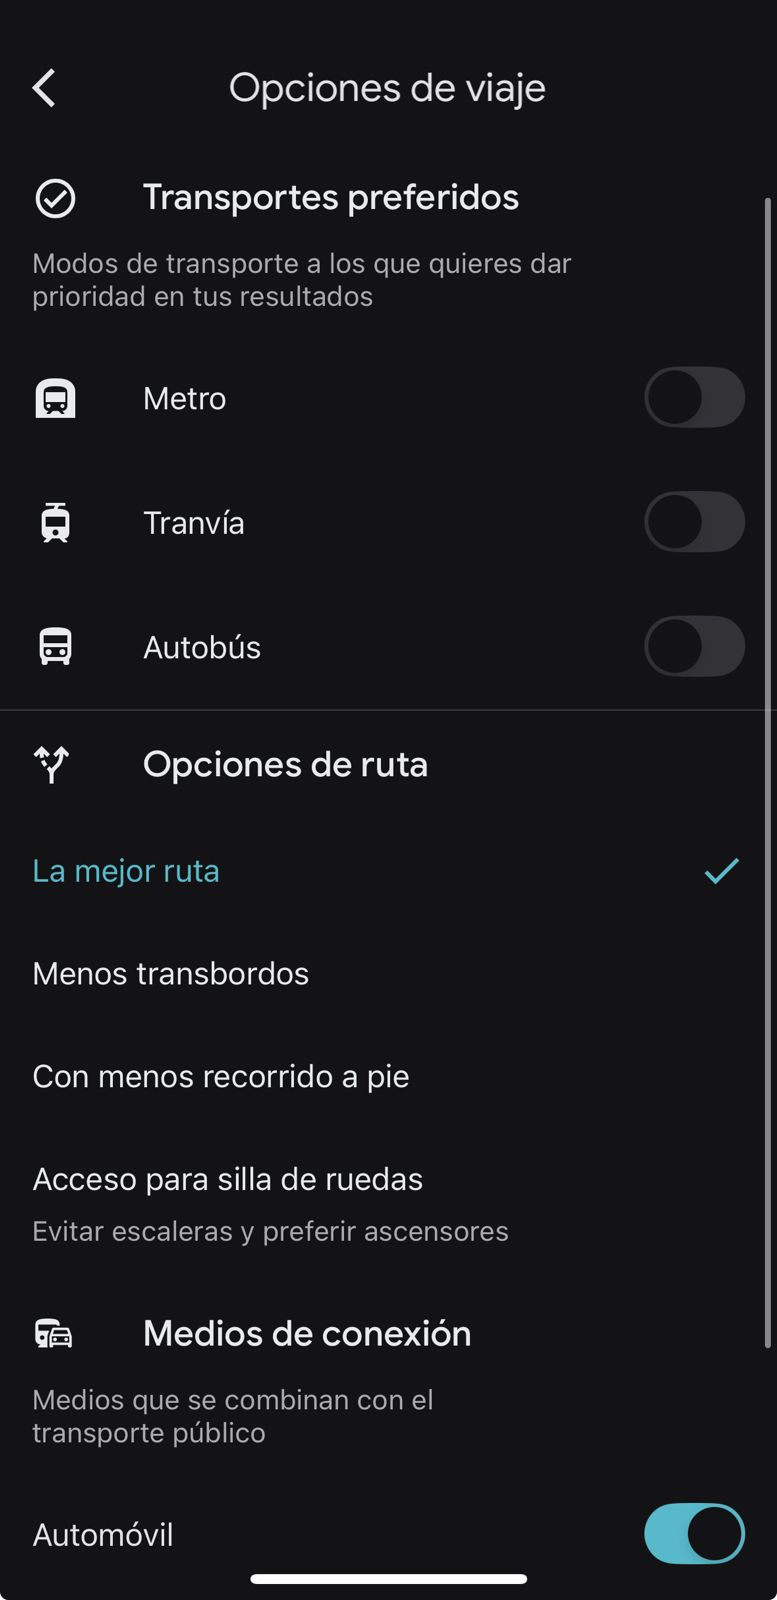 Opciones de viaje
Transportes preferidos
Modos de transporte a los que quieres dar
prioridad en tus resultados
Metro
Tranvía
Autobús
Opciones de ruta
La mejor ruta
Menos transbordos
Con menos recorrido a pie
Acceso para silla de ruedas
Evitar escaleras y preferir ascensores
Medios de conexión
Medios que se combinan con el
transporte público
Automóvil